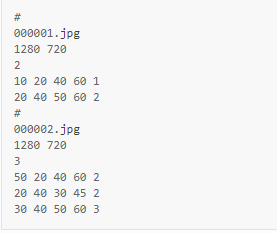 #
000001.jpg
1280 720
2
10 20 40 60 1
20 40 50 60 2
#
000002.jpg
1280 720
3
50 20 40 60 2
20 40 30 45 2
30 40 50 60 3